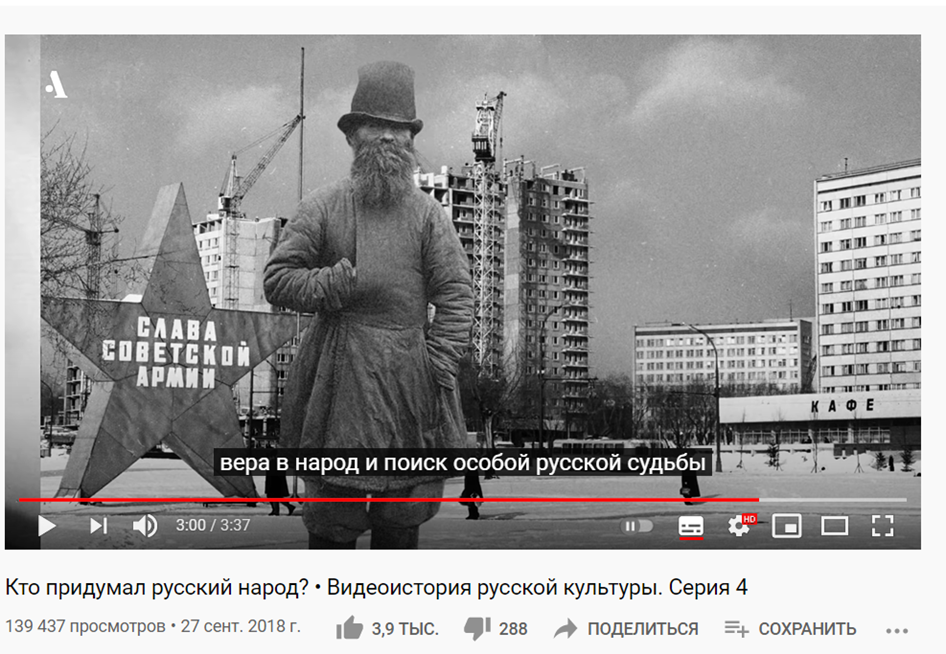 СЛАВА
СОВЕТСКОЙ
АРМИИ
КАФЕ
вера в народ и поиск особой русской судьбы
3:00 / 3:37
HD
Кто придумал русский народ? • Видеоистория русской культуры. Серия 4
139 437 просмотров • 27 сент. 2018 г. 3,9 ТЫС. 288 ПОДЕЛИТЬСЯ СОХРАНИТЬ